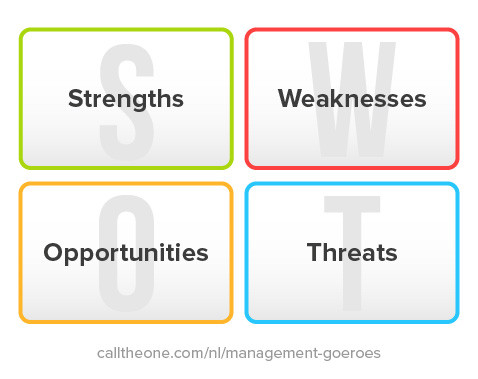 S
Strengths
W
Weaknesses
O
Opportunities
T
Threats
calltheone.com/nl/management-goeroes